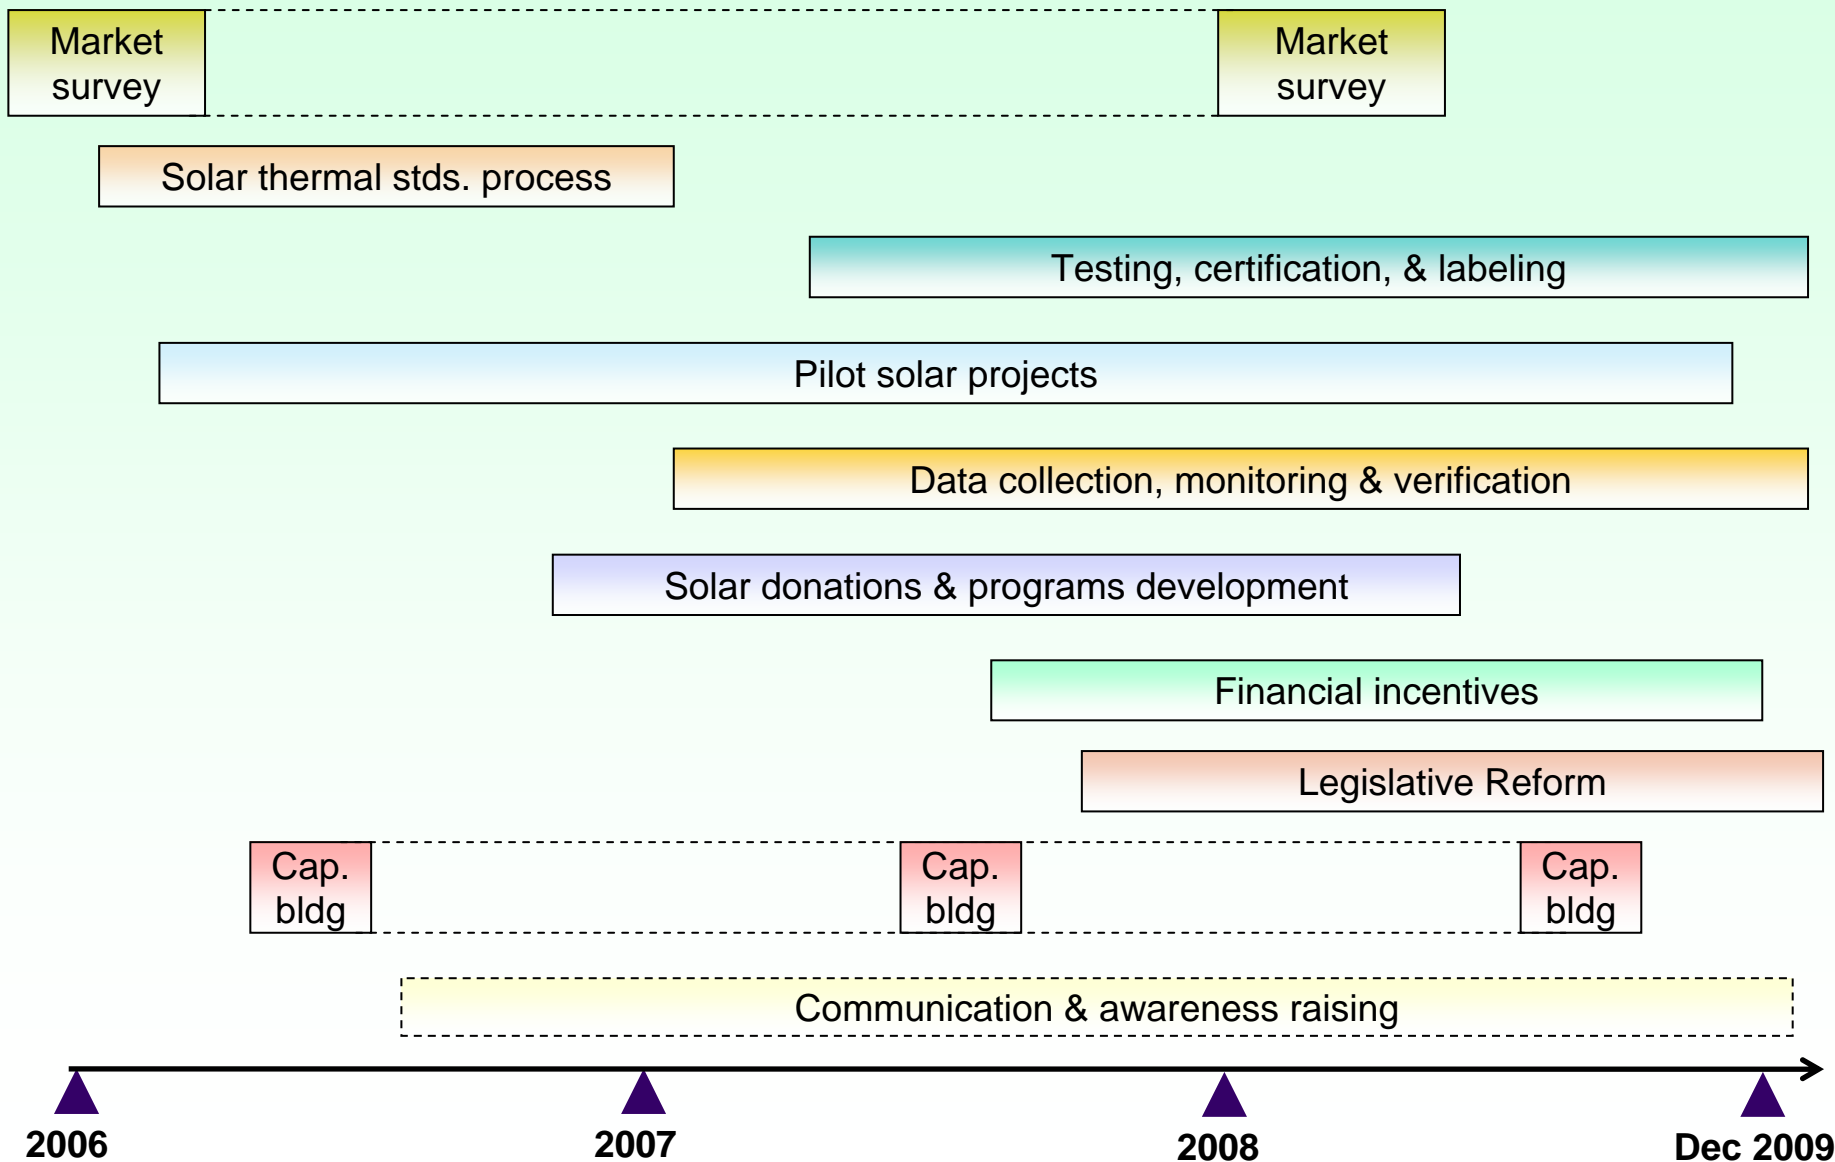 Market
survey
Market
survey
Solar thermal stds. process
Testing, certification, & labeling
Pilot solar projects
Data collection, monitoring & verification
Solar donations & programs development
Financial incentives
Legislative Reform
Cap.
bldg
Cap.
bldg
Cap.
bldg
Communication & awareness raising
2006
2007
2008
Dec 2009